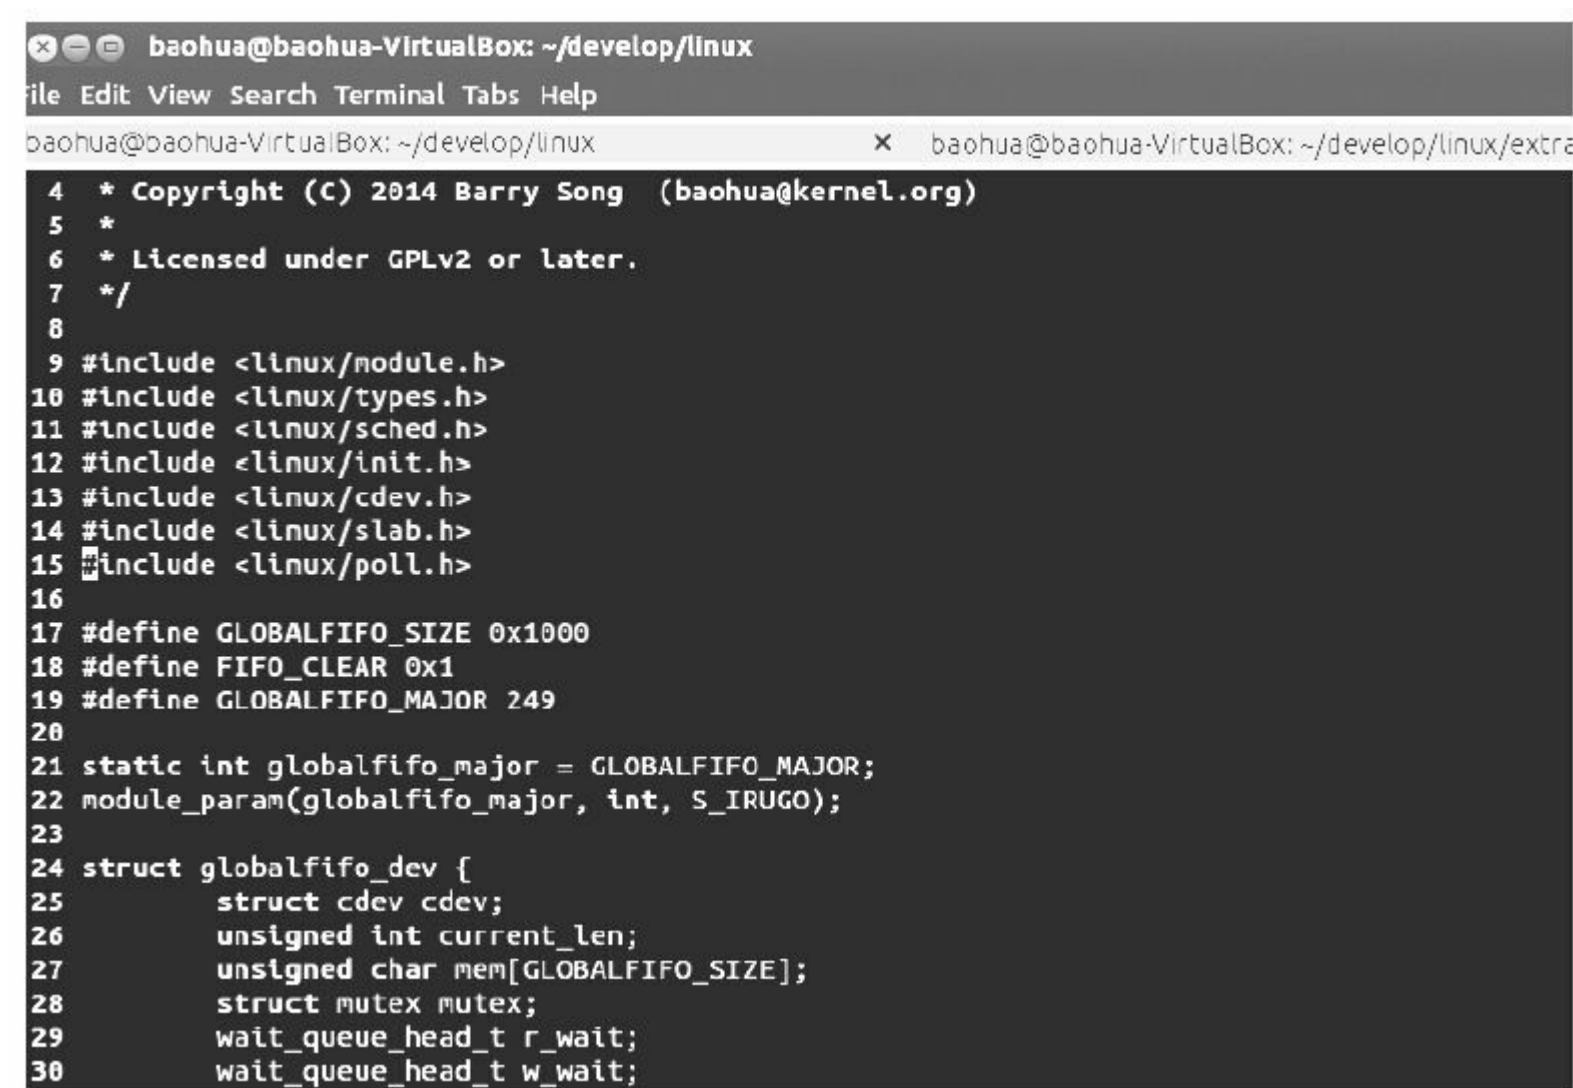 baohua@baohua-VirtualBox: ~/develop/linux
File Edit View Search Terminal Tabs Help
baohua@baohua-VirtualBox: ~/develop/linux × baohua@baohua-VirtualBox: ~/develop/linux/extra
4 * Copyright (C) 2014 Barry Song (baohua@kernel.org)
5 *
6 * Licensed under GPLv2 or later.
7 */
8
9 #include <linux/module.h>
10 #include <linux/types.h>
11 #include <linux/sched.h>
12 #include <linux/init.h>
13 #include <linux/cdev.h>
14 #include <linux/slab.h>
15 #include <linux/poll.h>
16
17 #define GLOBALFIFO_SIZE 0x1000
18 #define FIFO_CLEAR 0x1
19 #define GLOBALFIFO_MAJOR 249
20
21 static int globalfifo_major = GLOBALFIFO_MAJOR;
22 module_param(globalfifo_major, int, S_IRUGO);
23
24 struct globalfifo_dev {
25 struct cdev cdev;
26 unsigned int current_len;
27 unsigned char mem[GLOBALFIFO_SIZE];
28 struct mutex mutex;
29 wait_queue_head_t r_wait;
30 wait_queue_head_t w_wait;